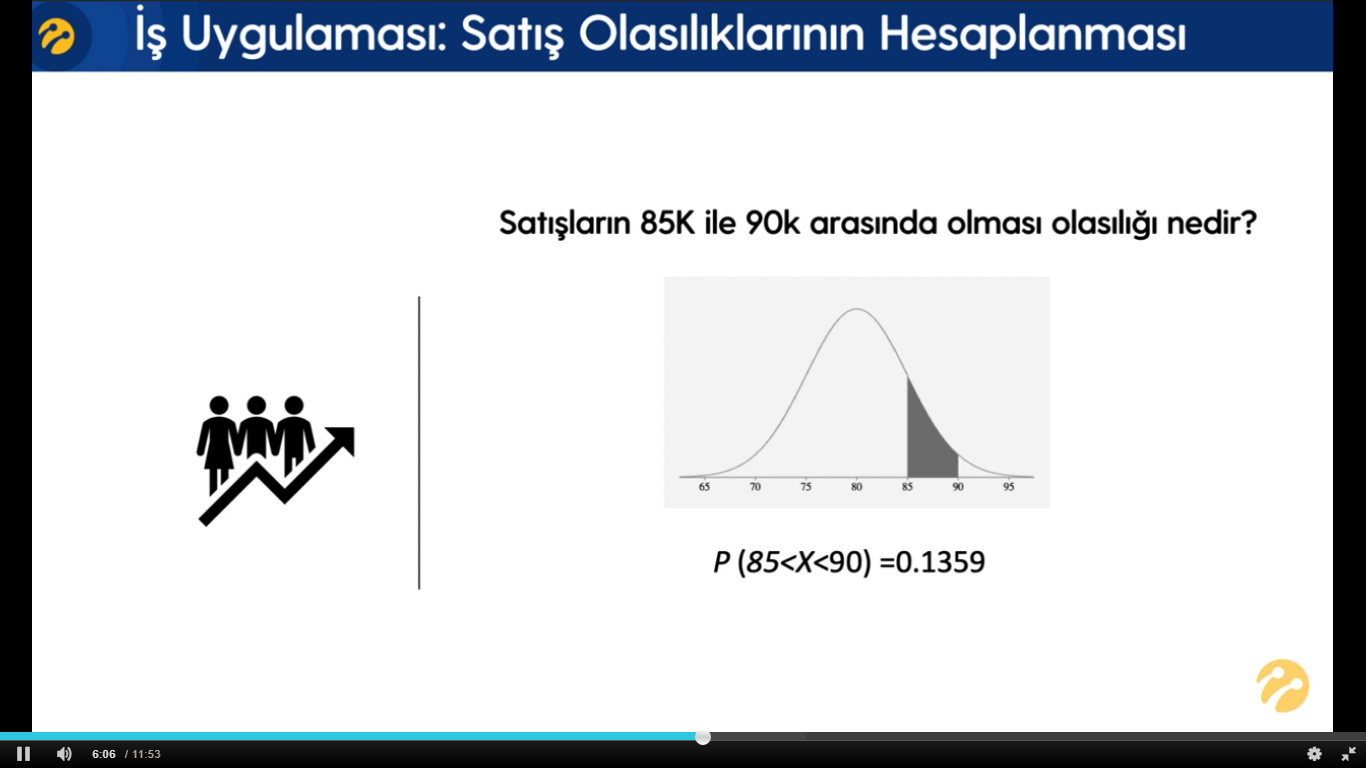 İş Uygulaması: Satış Olasılıklarının Hesaplanması
Satışların 85K ile 90k arasında olması olasılığı nedir?
65 70 75 80 85 90 95
P (85<X<90) =0.1359
6:06 / 11:53